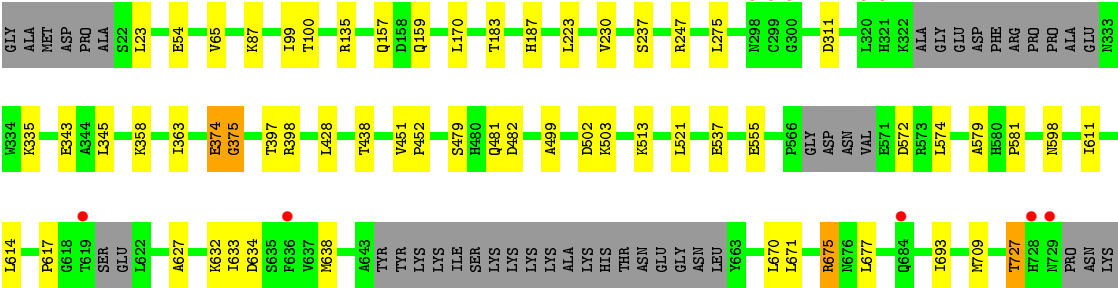 GLY ALA MET ASP PRO ALA S22 L23 E54 V65 K87 I99 T100 R135 Q157 D158 Q159 L170 T183 H187 L223 V230 S237 R247 L275 N298 C299 G300 D311 L320 H321 K322 ALA GLY GLU ASP PHE ARG PRO PRO ALA GLU N333
W334 K335 E343 A344 L345 K358 I363 E374 G375 T397 R398 L428 T438 V451 P452 S479 H480 Q481 D482 A499 D502 K503 K513 L521 E537 E555 P566 GLY ASP ASN VAL E571 D572 R573 L574 A579 H580 P581 N598 I611
L614 P617 G618 T619 SER GLU L622 A627 K632 I633 D634 S635 F636 V637 M638 A643 TYR TYR LYS LYS ILE SER LYS LYS LYS LYS ALA LYS HIS THR ASN GLU GLY ASN LEU Y663 L670 L671 R675 N676 L677 Q684 I693 M709 T727 H728 N729 PRO ASN LYS